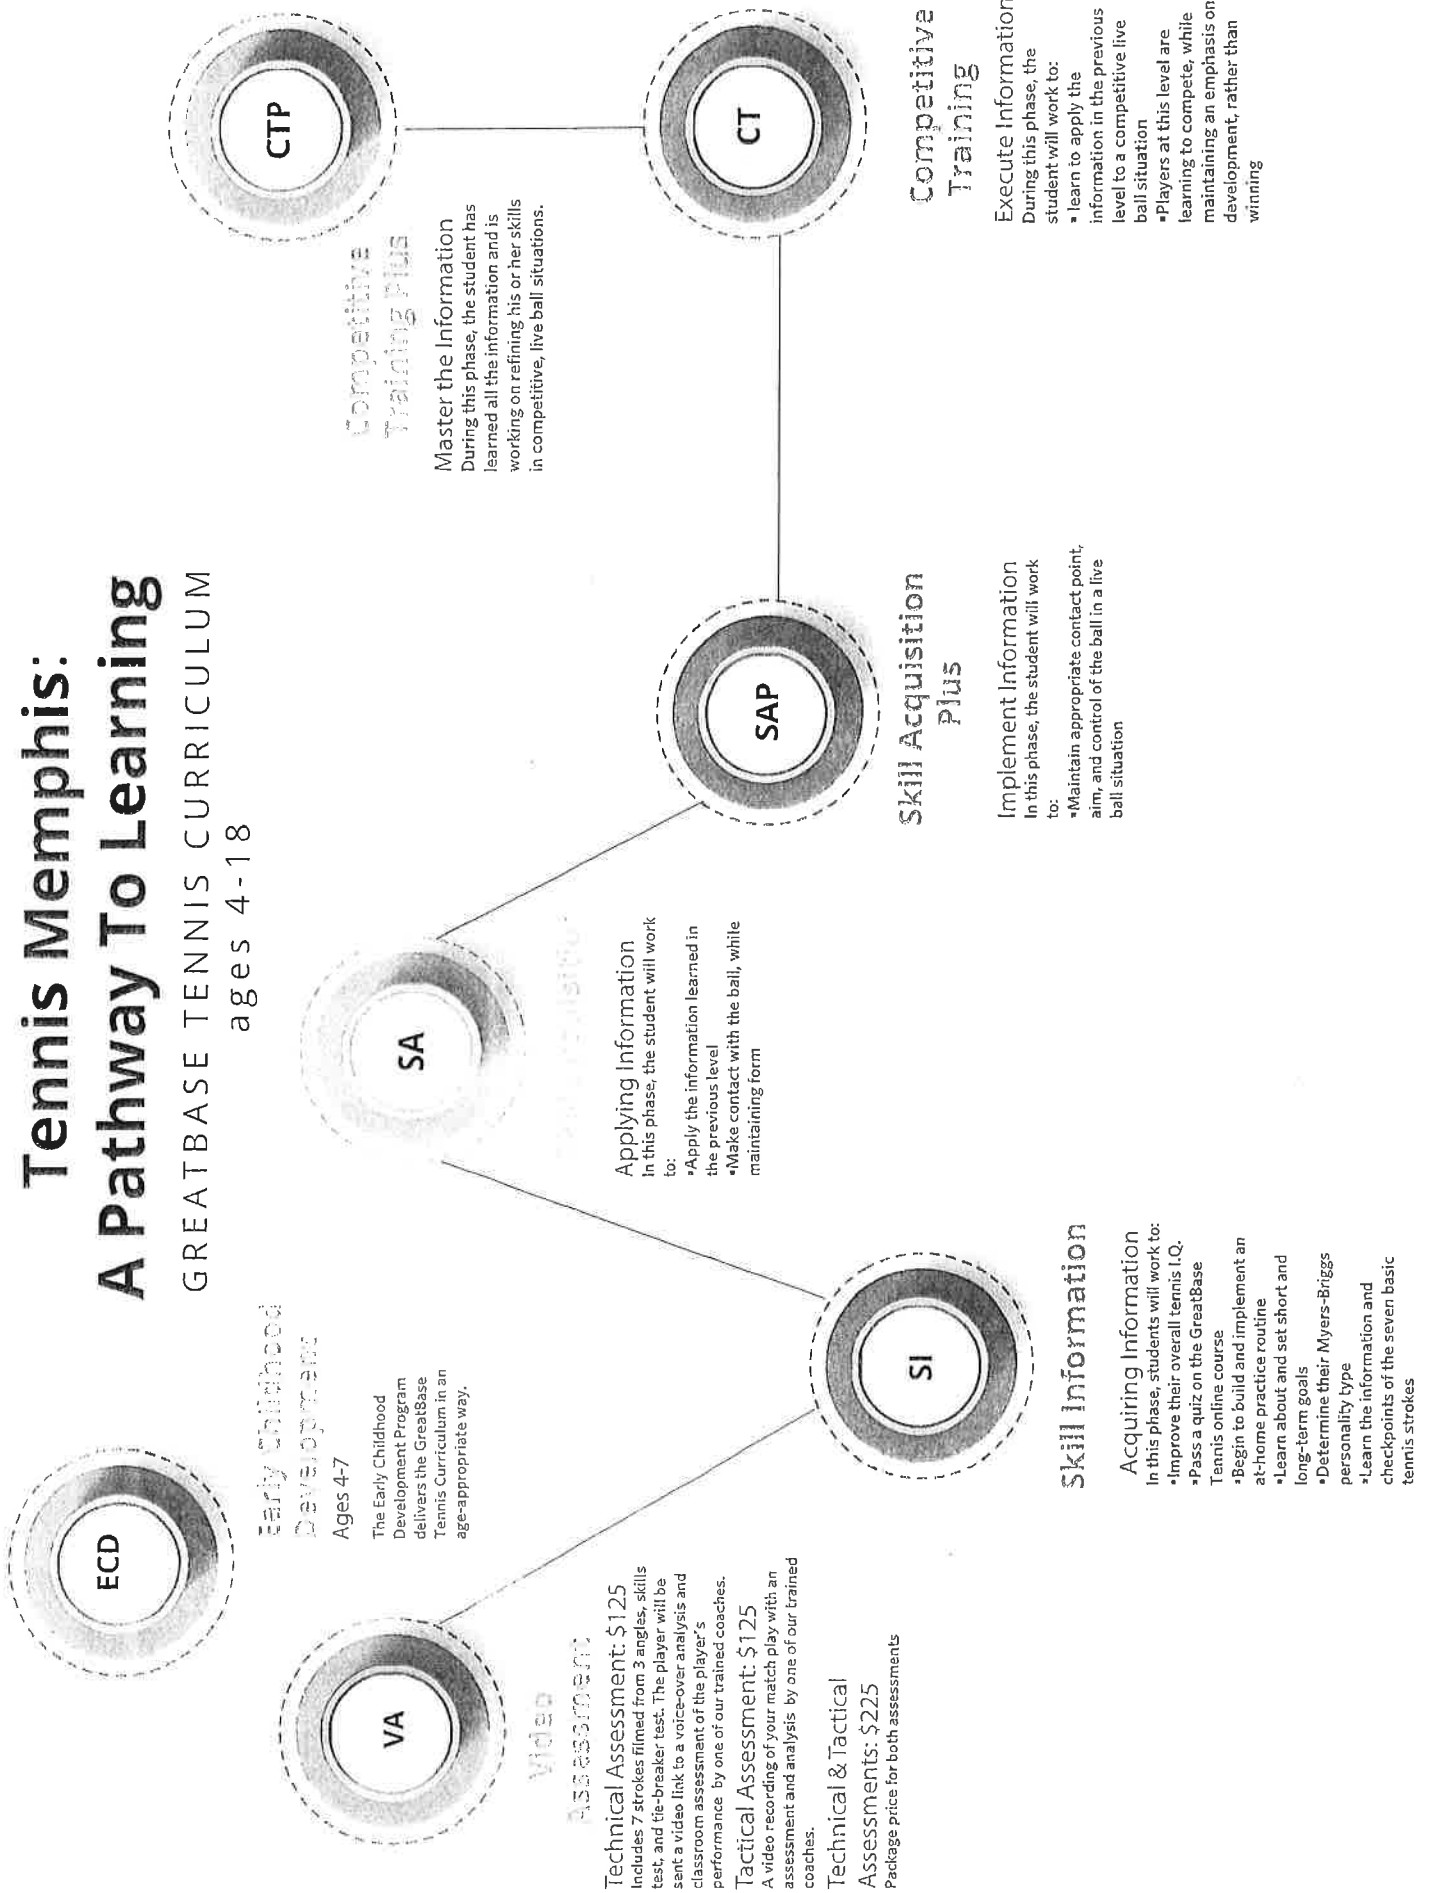 Tennis Memphis:
A Pathway To Learning
GREATBASE TENNIS CURRICULUM
ages 4-18
ECD
Early Childhood
Development
Ages 4-7
The Early Childhood
Development Program
delivers the GreatBase
Tennis Curriculum in an
age-appropriate way.
VA
Video
Assessment
Technical Assessment: $125
Includes 7 strokes filmed from 3 angles, skills
test, and tie-breaker test. The player will be
sent a video link to a voice-over analysis and
classroom assessment of the player's
performance by one of our trained coaches.
Tactical Assessment: $125
A video recording of your match play with an
assessment and analysis by one of our trained
coaches.
Technical & Tactical
Assessments: $225
Package price for both assessments
SI
Skill Information
Acquiring Information
In this phase, students will work to:
▪Improve their overall tennis I.Q.
▪Pass a quiz on the GreatBase
Tennis online course
▪Begin to build and implement an
at-home practice routine
▪Learn about and set short and
long-term goals
▪Determine their Myers-Briggs
personality type
▪Learn the information and
checkpoints of the seven basic
tennis strokes
SA
Applying Information
In this phase, the student will work
to:
▪Apply the information learned in
the previous level
▪Make contact with the ball, while
maintaining form
SAP
Skill Acquisition
Plus
Implement Information
In this phase, the student will work
to:
▪Maintain appropriate contact point,
aim, and control of the ball in a live
ball situation
CT
Competitive
Training
Execute Information
During this phase, the
student will work to:
▪ learn to apply the
information in the previous
level to a competitive live
ball situation
▪Players at this level are
learning to compete, while
maintaining an emphasis on
development, rather than
winning
CTP
Competitive
Training Plus
Master the Information
During this phase, the student has
learned all the information and is
working on refining his or her skills
in competitive, live ball situations.